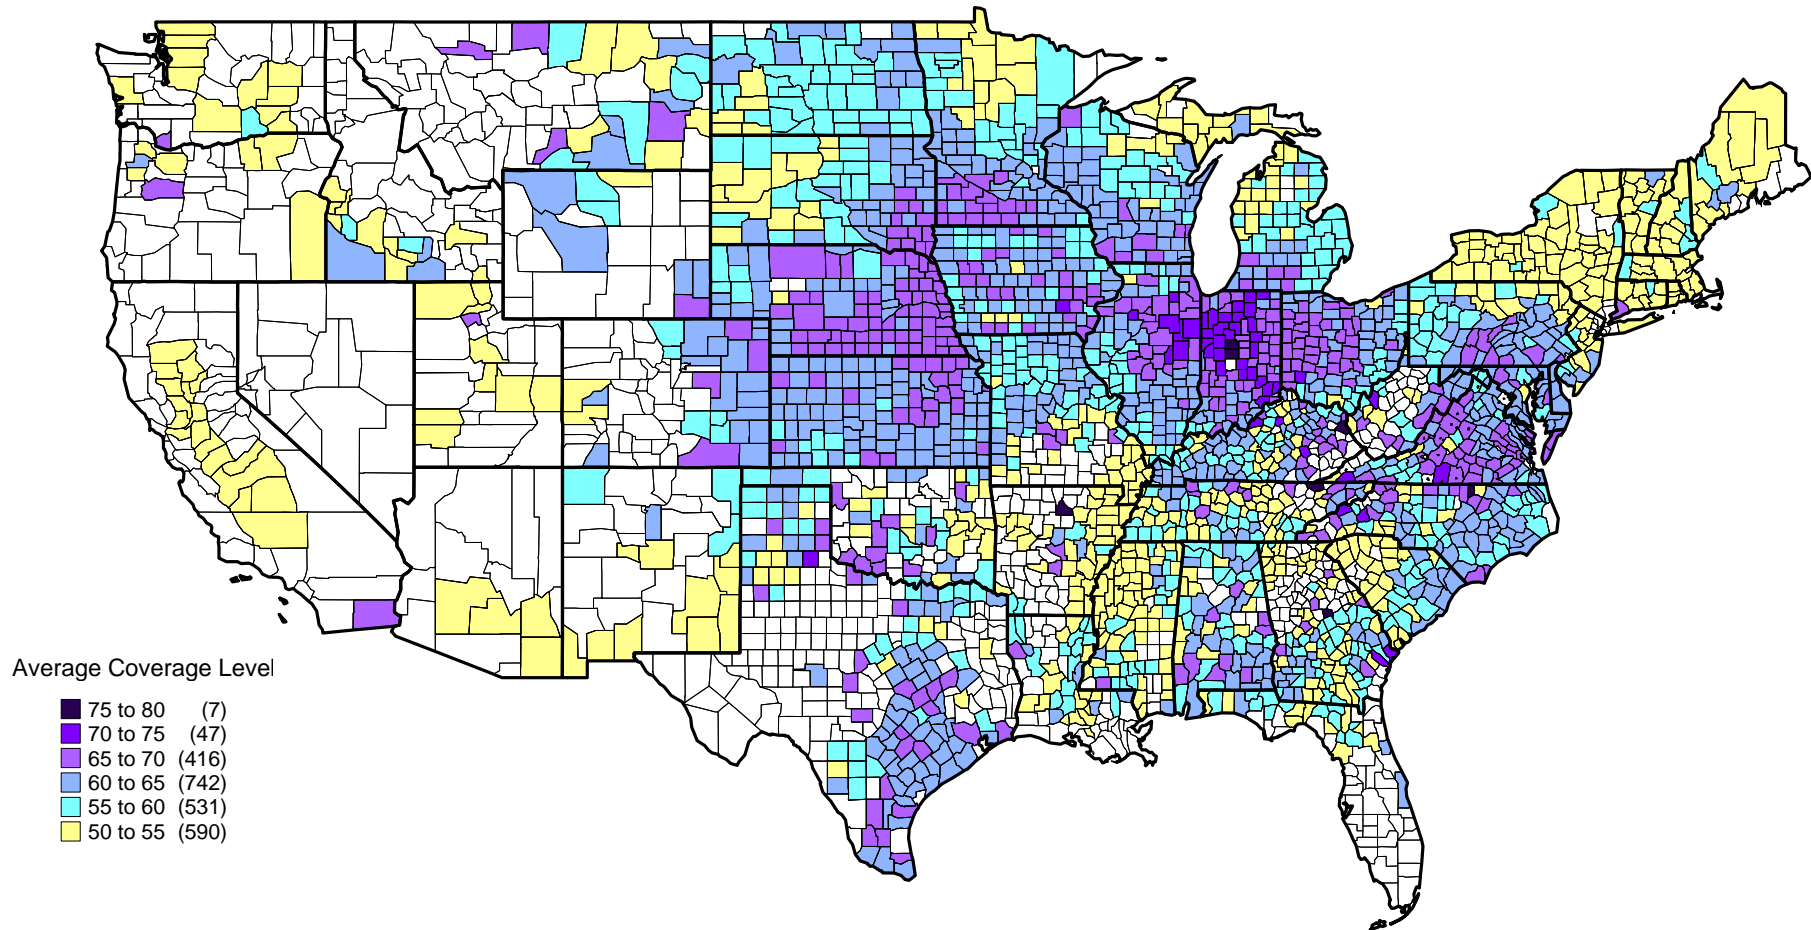 Average Coverage Level
75 to 80 (7)
70 to 75 (47)
65 to 70 (416)
60 to 65 (742)
55 to 60 (531)
50 to 55 (590)